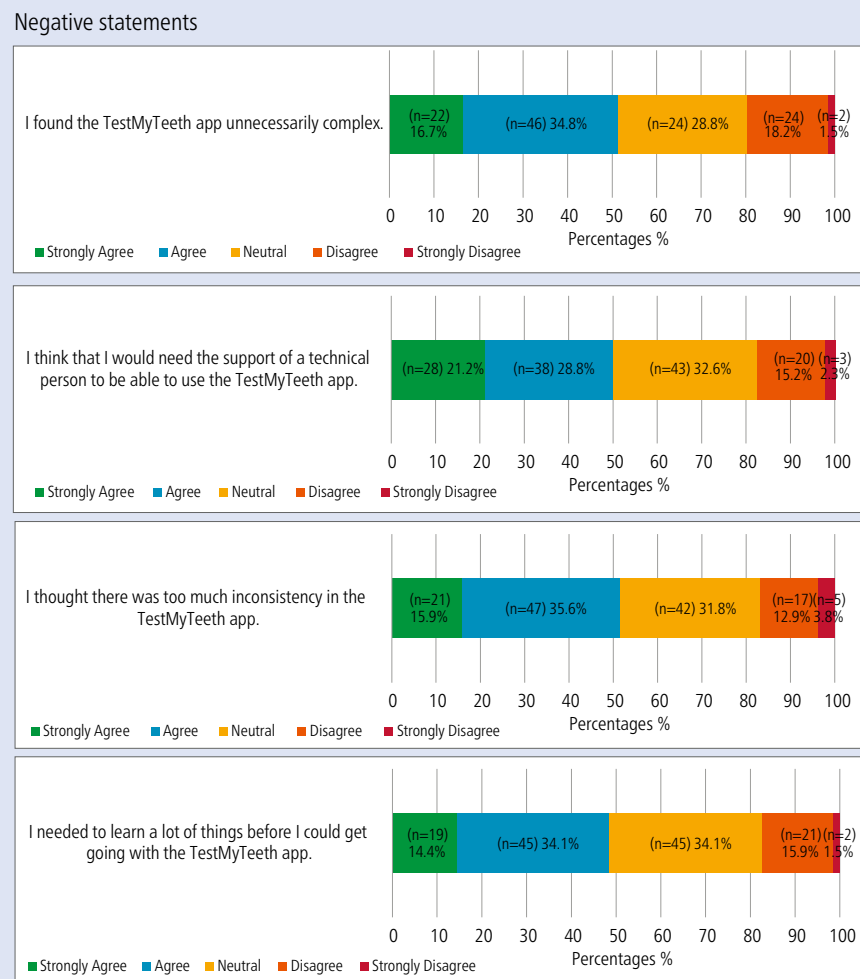 Negative statements
I found the TestMyTeeth app unnecessarily complex.
(n=22)
16.7%
(n=46) 34.8%
(n=24) 28.8%
(n=24)
18.2%
(n=2)
1.5%
0 10 20 30 40 50 60 70 80 90 100
Percentages %
Strongly Agree Agree Neutral Disagree Strongly Disagree
I think that I would need the support of a technical
person to be able to use the TestMyTeeth app.
(n=28) 21.2%
(n=38) 28.8%
(n=43) 32.6%
(n=20)
15.2%
(n=3)
2.3%
0 10 20 30 40 50 60 70 80 90 100
Percentages %
Strongly Agree Agree Neutral Disagree Strongly Disagree
I thought there was too much inconsistency in the
TestMyTeeth app.
(n=21)
15.9%
(n=47) 35.6%
(n=42) 31.8%
(n=17)
12.9%
(n=5)
3.8%
0 10 20 30 40 50 60 70 80 90 100
Percentages %
Strongly Agree Agree Neutral Disagree Strongly Disagree
I needed to learn a lot of things before I could get
going with the TestMyTeeth app.
(n=19)
14.4%
(n=45) 34.1%
(n=45) 34.1%
(n=21)
15.9%
(n=2)
1.5%
0 10 20 30 40 50 60 70 80 90 100
Percentages %
Strongly Agree Agree Neutral Disagree Strongly Disagree